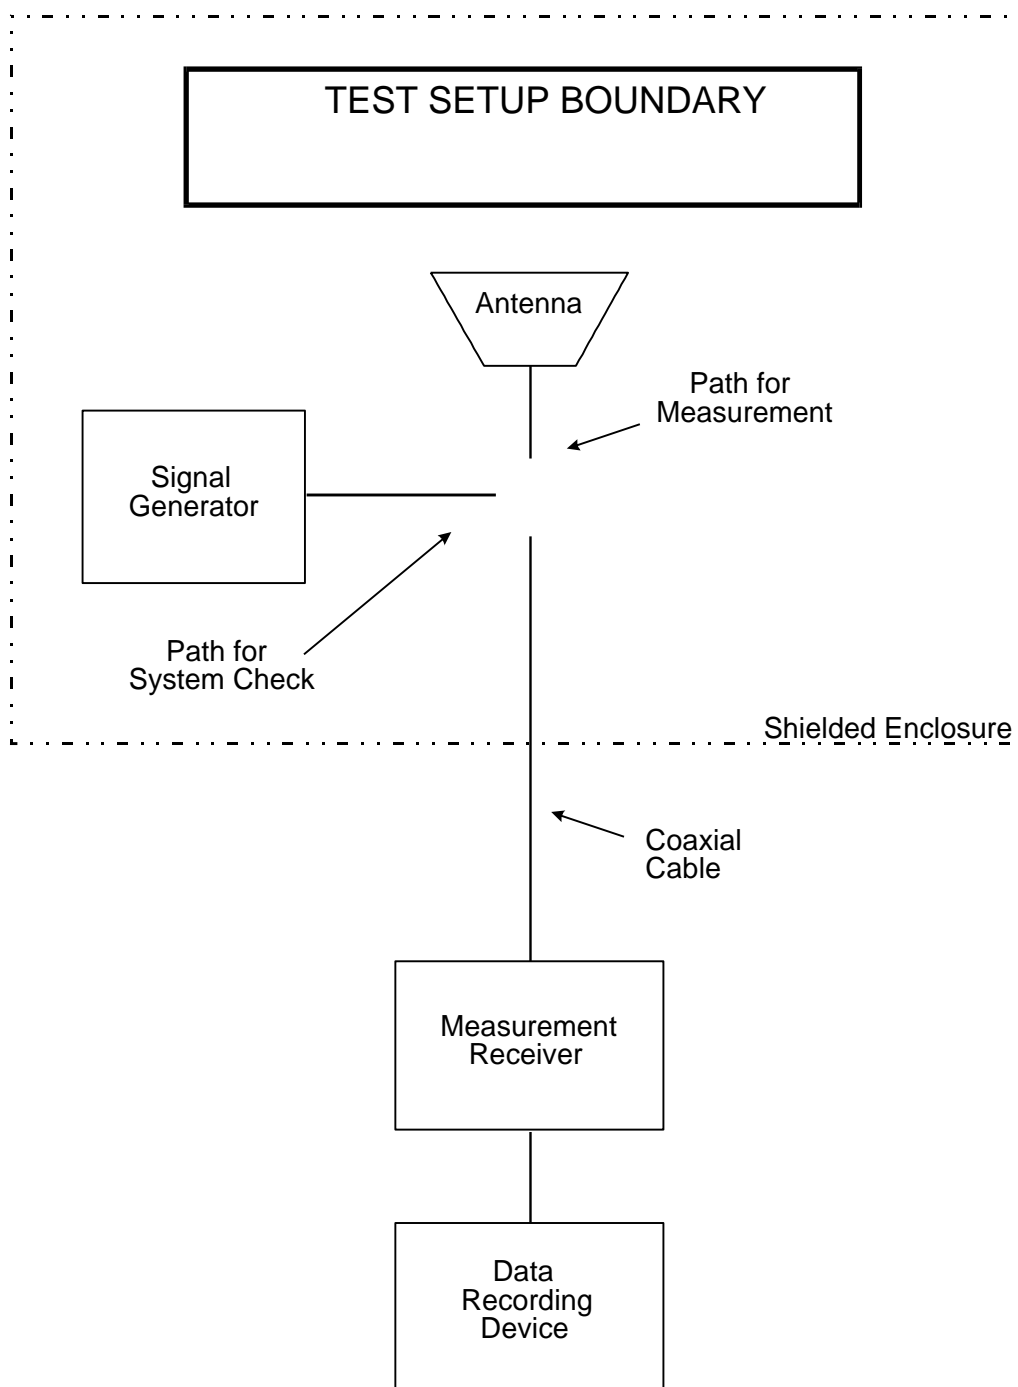 TEST SETUP BOUNDARY
Antenna
Path for
Measurement
Signal
Generator
Path for
System Check
Shielded Enclosure
Coaxial
Cable
Measurement
Receiver
Data
Recording
Device